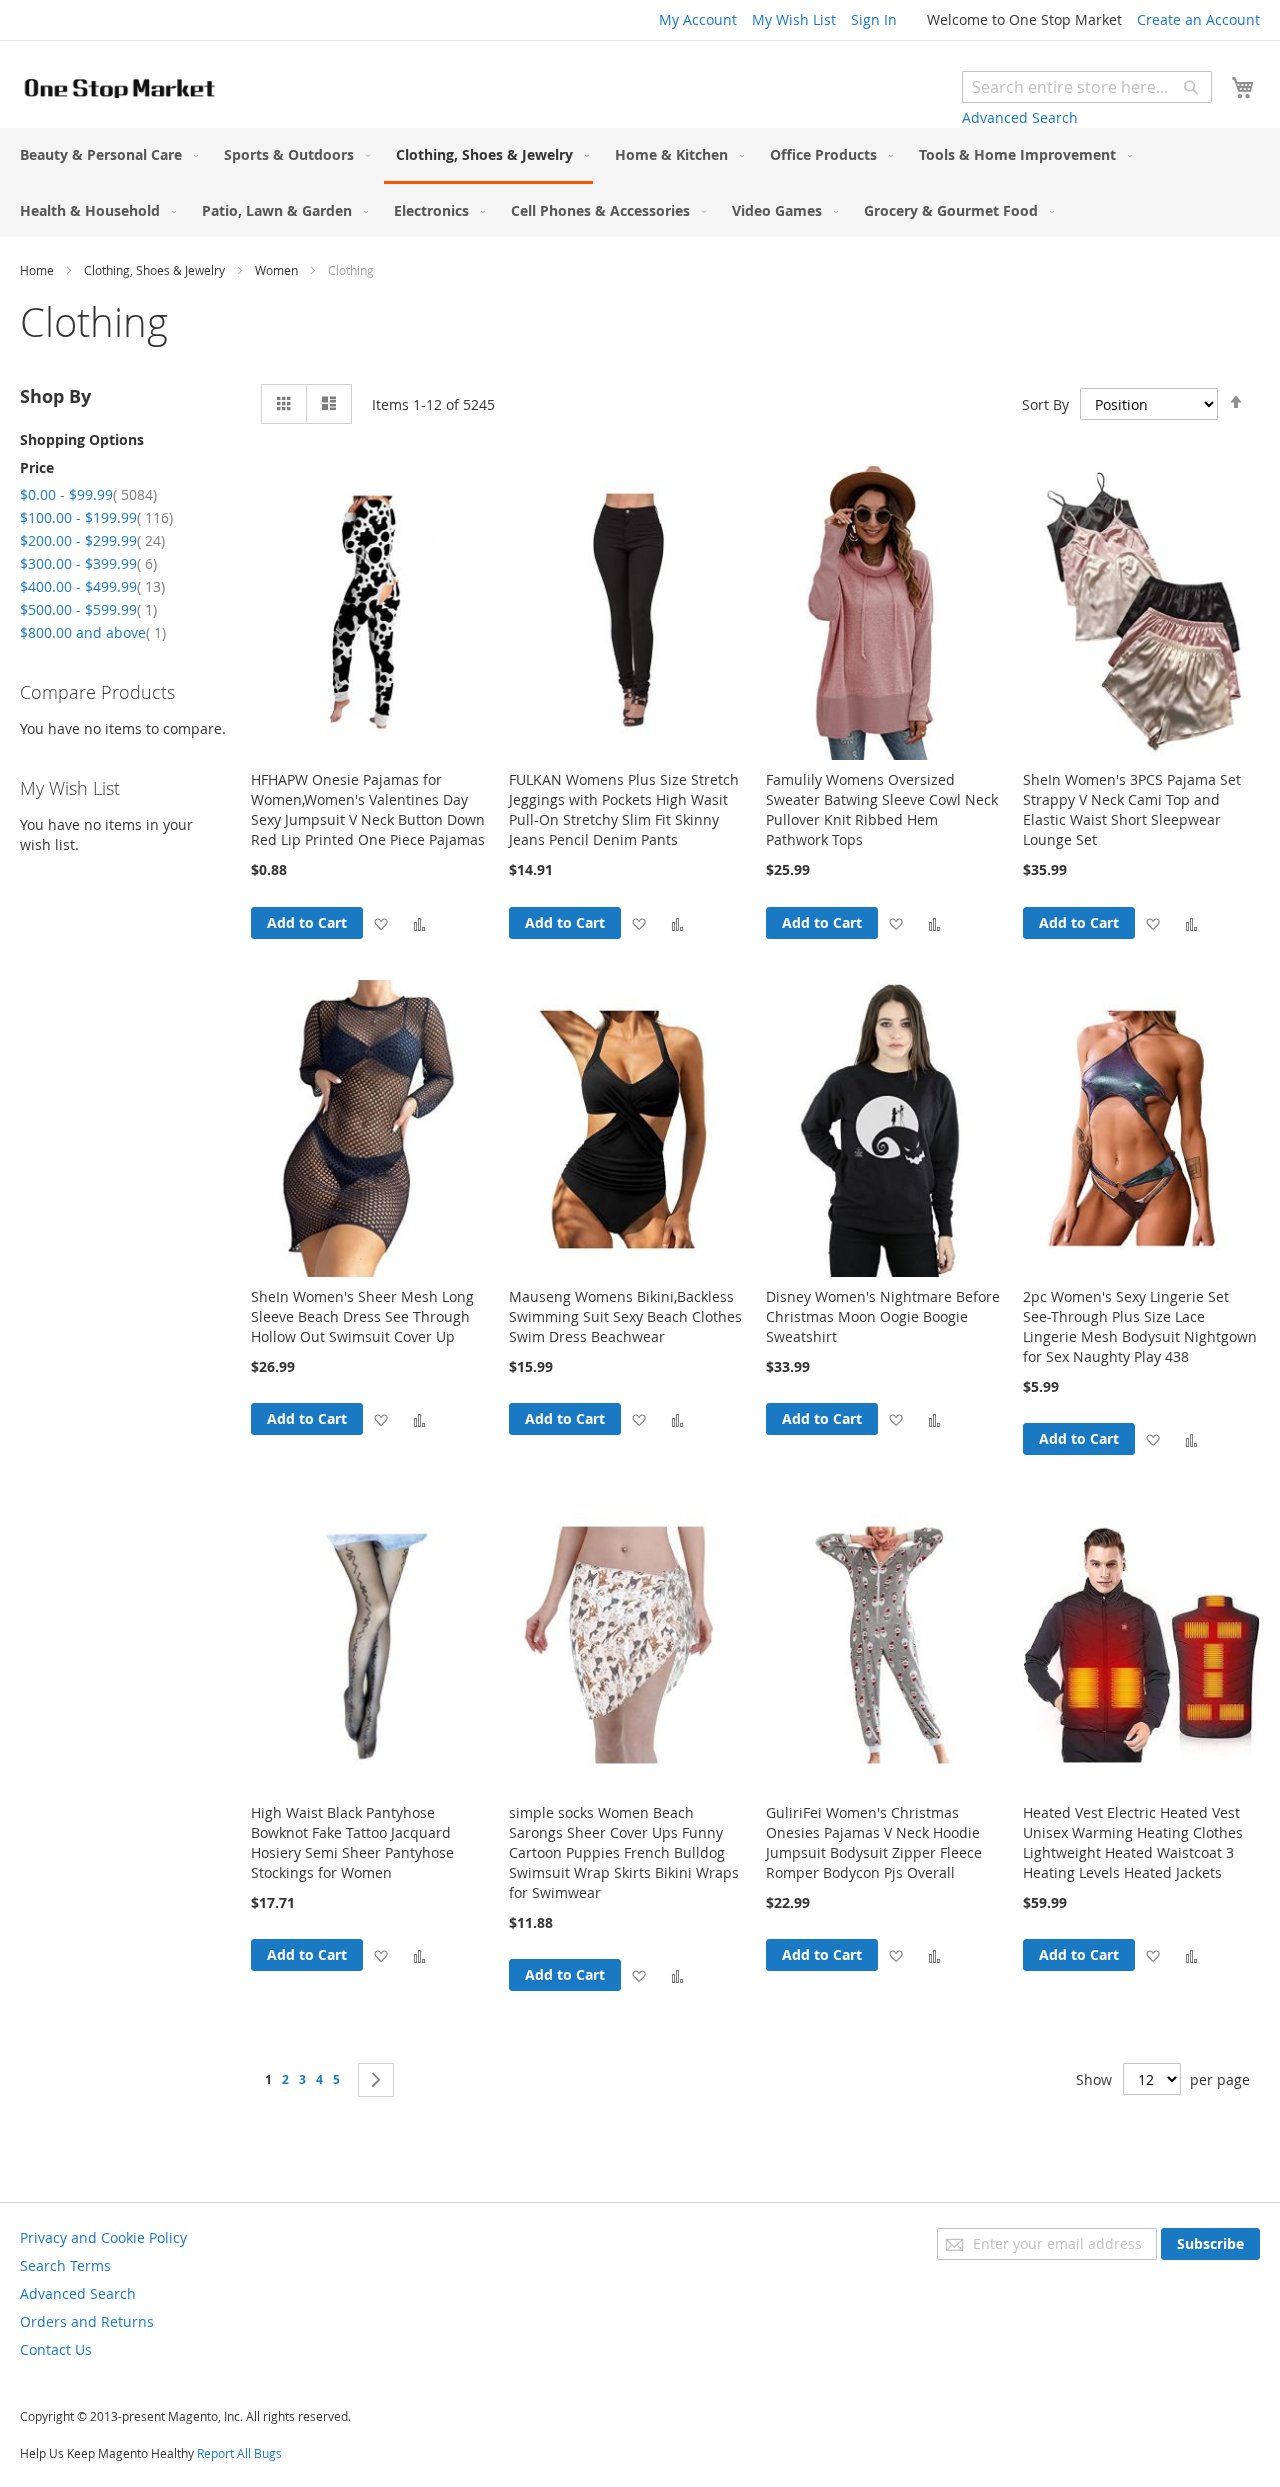 My Account My Wish List Sign In Welcome to One Stop Market Create an Account
One Stop Market
Search entire store here...
Advanced Search
Beauty & Personal Care Sports & Outdoors Clothing, Shoes & Jewelry Home & Kitchen Office Products Tools & Home Improvement
Health & Household Patio, Lawn & Garden Electronics Cell Phones & Accessories Video Games Grocery & Gourmet Food
Home Clothing, Shoes & Jewelry Women Clothing
Clothing
Shop By
Shopping Options
Price
$0.00 - $99.99( 5084)
$100.00 - $199.99( 116)
$200.00 - $299.99( 24)
$300.00 - $399.99( 6)
$400.00 - $499.99( 13)
$500.00 - $599.99( 1)
$800.00 and above( 1)
Compare Products
You have no items to compare.
My Wish List
You have no items in your
wish list.
Items 1-12 of 5245
Sort By Position
HFHAPW Onesie Pajamas for
Women,Women's Valentines Day
Sexy Jumpsuit V Neck Button Down
Red Lip Printed One Piece Pajamas
$0.88
Add to Cart
FULKAN Womens Plus Size Stretch
Jeggings with Pockets High Wasit
Pull-On Stretchy Slim Fit Skinny
Jeans Pencil Denim Pants
$14.91
Add to Cart
Famulily Womens Oversized
Sweater Batwing Sleeve Cowl Neck
Pullover Knit Ribbed Hem
Pathwork Tops
$25.99
Add to Cart
SheIn Women's 3PCS Pajama Set
Strappy V Neck Cami Top and
Elastic Waist Short Sleepwear
Lounge Set
$35.99
Add to Cart
SheIn Women's Sheer Mesh Long
Sleeve Beach Dress See Through
Hollow Out Swimsuit Cover Up
$26.99
Add to Cart
Mauseng Womens Bikini,Backless
Swimming Suit Sexy Beach Clothes
Swim Dress Beachwear
$15.99
Add to Cart
Disney Women's Nightmare Before
Christmas Moon Oogie Boogie
Sweatshirt
$33.99
Add to Cart
2pc Women's Sexy Lingerie Set
See-Through Plus Size Lace
Lingerie Mesh Bodysuit Nightgown
for Sex Naughty Play 438
$5.99
Add to Cart
High Waist Black Pantyhose
Bowknot Fake Tattoo Jacquard
Hosiery Semi Sheer Pantyhose
Stockings for Women
$17.71
Add to Cart
simple socks Women Beach
Sarongs Sheer Cover Ups Funny
Cartoon Puppies French Bulldog
Swimsuit Wrap Skirts Bikini Wraps
for Swimwear
$11.88
Add to Cart
GuliriFei Women's Christmas
Onesies Pajamas V Neck Hoodie
Jumpsuit Bodysuit Zipper Fleece
Romper Bodycon Pjs Overall
$22.99
Add to Cart
Heated Vest Electric Heated Vest
Unisex Warming Heating Clothes
Lightweight Heated Waistcoat 3
Heating Levels Heated Jackets
$59.99
Add to Cart
1 2 3 4 5
Show 12 per page
Privacy and Cookie Policy
Search Terms
Advanced Search
Orders and Returns
Contact Us
Enter your email address Subscribe
Copyright © 2013-present Magento, Inc. All rights reserved.
Help Us Keep Magento Healthy Report All Bugs